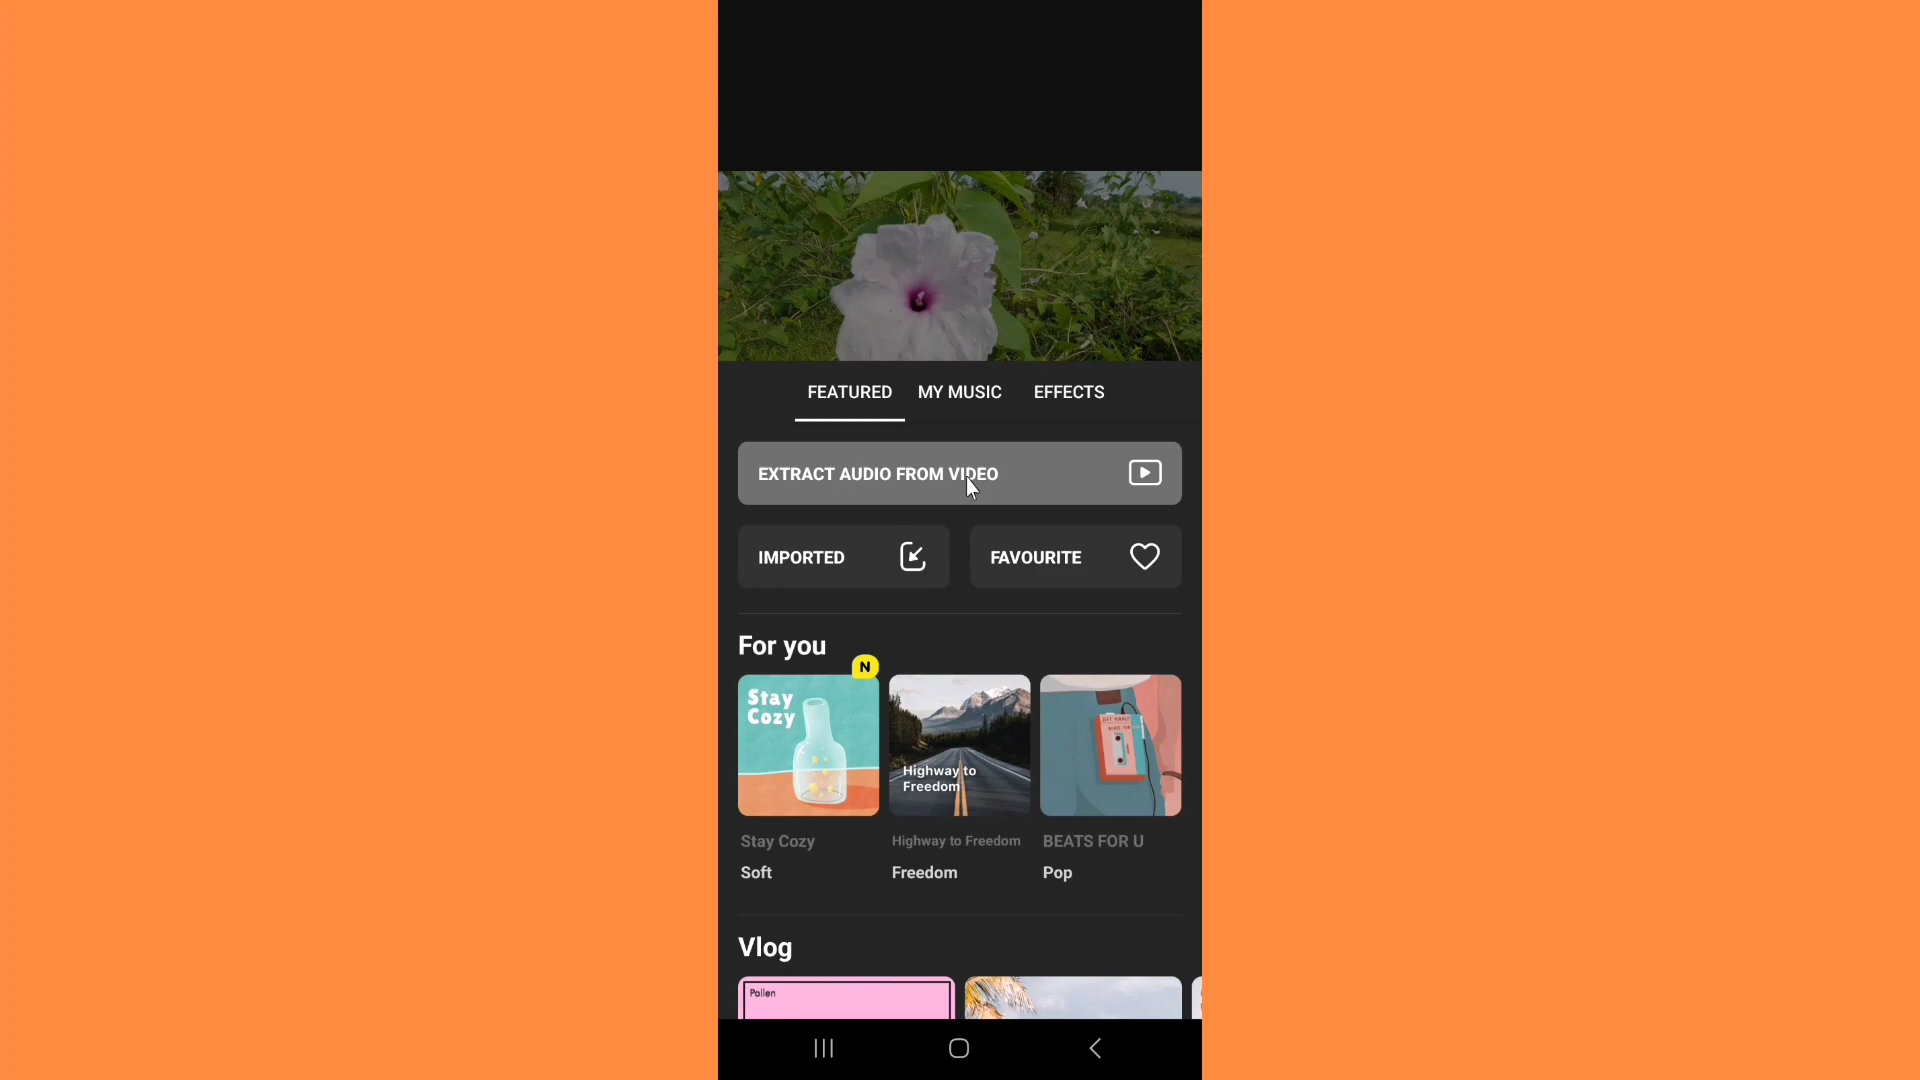 FEATURED MY MUSIC EFFECTS
EXTRACT AUDIO FROM VIDEO
IMPORTED FAVOURITE
For you
N
Stay
Cozy
Highway to
Freedom
Stay Cozy Highway to Freedom BEATS FOR U
Soft Freedom Pop
Vlog
Pollen